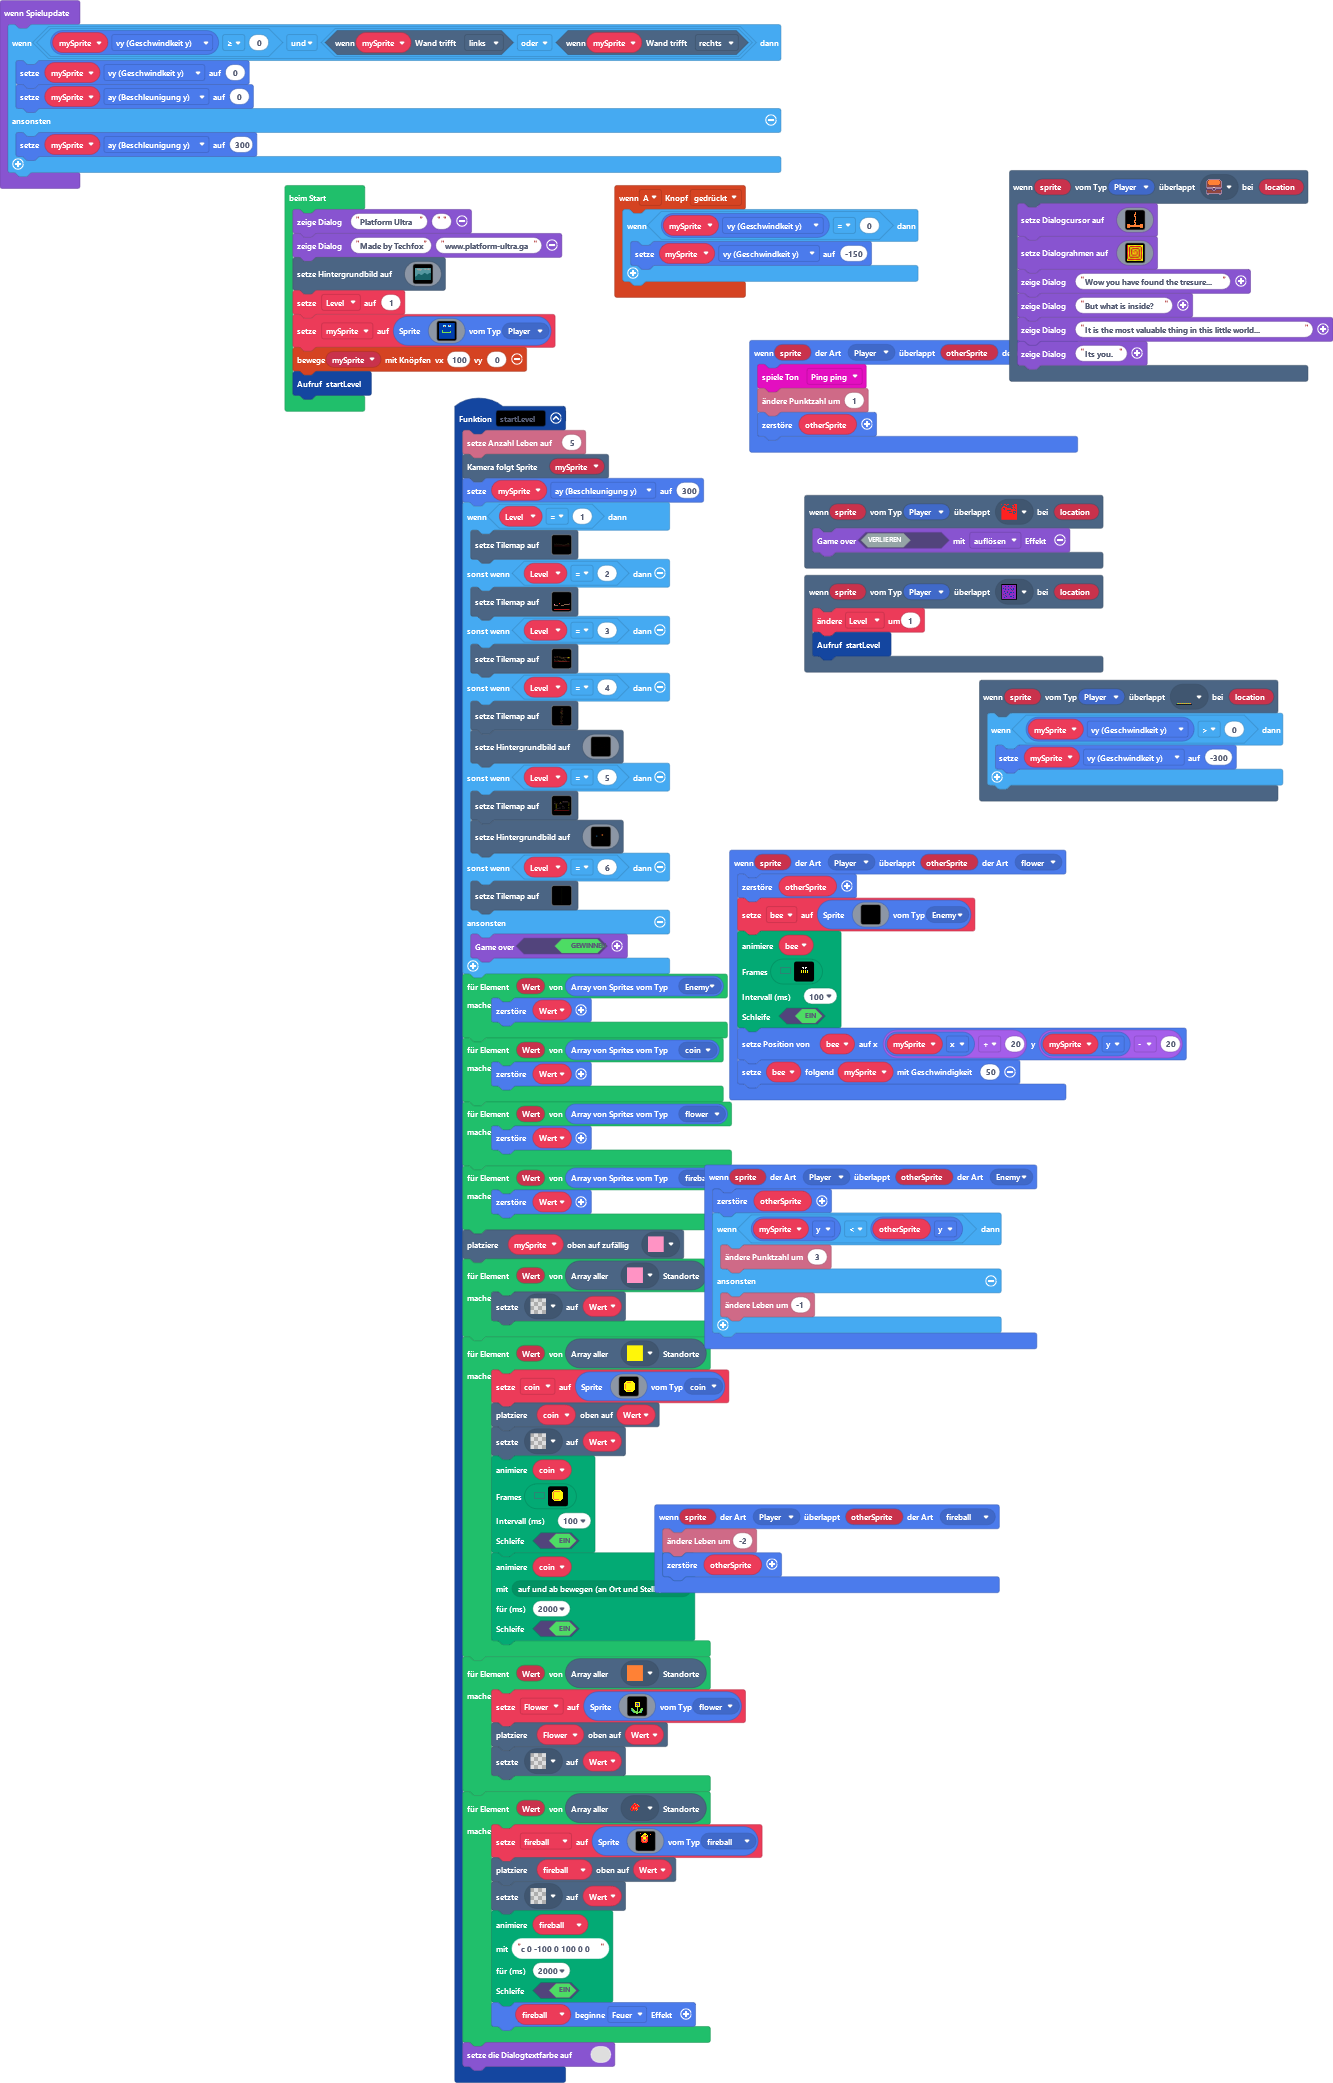 wenn Spielupdate
wenn mySprite vy (Geschwindkeit y) ≥ 0 und wenn mySprite Wand trifft links oder wenn mySprite Wand trifft rechts dann
setze mySprite vy (Geschwindkeit y) auf 0
setze mySprite ay (Beschleunigung y) auf 0
ansonsten
setze mySprite ay (Beschleunigung y) auf 300
beim Start
zeige Dialog "Platform Ultra" " "
zeige Dialog "Made by Techfox" "www.platform-ultra.ga"
setze Hintergrundbild auf
setze Level auf 1
setze mySprite auf Sprite vom Typ Player
bewege mySprite mit Knöpfen vx 100 vy 0
Aufruf startLevel
wenn A Knopf gedrückt
wenn mySprite vy (Geschwindkeit y) = 0 dann
setze mySprite vy (Geschwindkeit y) auf -150
wenn sprite vom Typ Player überlappt bei location
setze Dialogcursor auf
setze Dialograhmen auf
zeige Dialog "Wow you have found the tresure..."
zeige Dialog "But what is inside?"
zeige Dialog "It is the most valuable thing in this little world..."
zeige Dialog "Its you."
wenn sprite der Art Player überlappt otherSprite de
spiele Ton Ping ping
ändere Punktzahl um 1
zerstöre otherSprite
Funktion startLevel
setze Anzahl Leben auf 5
Kamera folgt Sprite mySprite
setze mySprite ay (Beschleunigung y) auf 300
wenn Level = 1 dann
setze Tilemap auf
sonst wenn Level = 2 dann
setze Tilemap auf
sonst wenn Level = 3 dann
setze Tilemap auf
sonst wenn Level = 4 dann
setze Tilemap auf
setze Hintergrundbild auf
sonst wenn Level = 5 dann
setze Tilemap auf
setze Hintergrundbild auf
sonst wenn Level = 6 dann
setze Tilemap auf
ansonsten
Game over GEWINNE
für Element Wert von Array von Sprites vom Typ Enemy
mache zerstöre Wert
für Element Wert von Array von Sprites vom Typ coin
mache zerstöre Wert
für Element Wert von Array von Sprites vom Typ flower
mache zerstöre Wert
für Element Wert von Array von Sprites vom Typ fireba
mache zerstöre Wert
platziere mySprite oben auf zufällig
für Element Wert von Array aller Standorte
mache setzte auf Wert
für Element Wert von Array aller Standorte
mache setze coin auf Sprite vom Typ coin
platziere coin oben auf Wert
setzte auf Wert
animiere coin
Frames
Intervall (ms) 100
Schleife EIN
animiere coin
mit auf und ab bewegen (an Ort und Stell
für (ms) 2000
Schleife EIN
für Element Wert von Array aller Standorte
mache setze Flower auf Sprite vom Typ flower
platziere Flower oben auf Wert
setzte auf Wert
für Element Wert von Array aller Standorte
mache setze fireball auf Sprite vom Typ fireball
platziere fireball oben auf Wert
setzte auf Wert
animiere fireball
mit "c 0 -100 0 100 0 0"
für (ms) 2000
Schleife EIN
fireball beginne Feuer Effekt
setze die Dialogtextfarbe auf
wenn sprite vom Typ Player überlappt bei location
Game over VERLIEREN mit auflösen Effekt
wenn sprite vom Typ Player überlappt bei location
ändere Level um 1
Aufruf startLevel
wenn sprite vom Typ Player überlappt bei location
wenn mySprite vy (Geschwindkeit y) > 0 dann
setze mySprite vy (Geschwindkeit y) auf -300
wenn sprite der Art Player überlappt otherSprite der Art flower
zerstöre otherSprite
setze bee auf Sprite vom Typ Enemy
animiere bee
Frames
Intervall (ms) 100
Schleife EIN
setze Position von bee auf x mySprite x + 20 y mySprite y - 20
setze bee folgend mySprite mit Geschwindigkeit 50
wenn sprite der Art Player überlappt otherSprite der Art Enemy
zerstöre otherSprite
wenn mySprite y < otherSprite y dann
ändere Punktzahl um 3
ansonsten
ändere Leben um -1
wenn sprite der Art Player überlappt otherSprite der Art fireball
ändere Leben um -2
zerstöre otherSprite